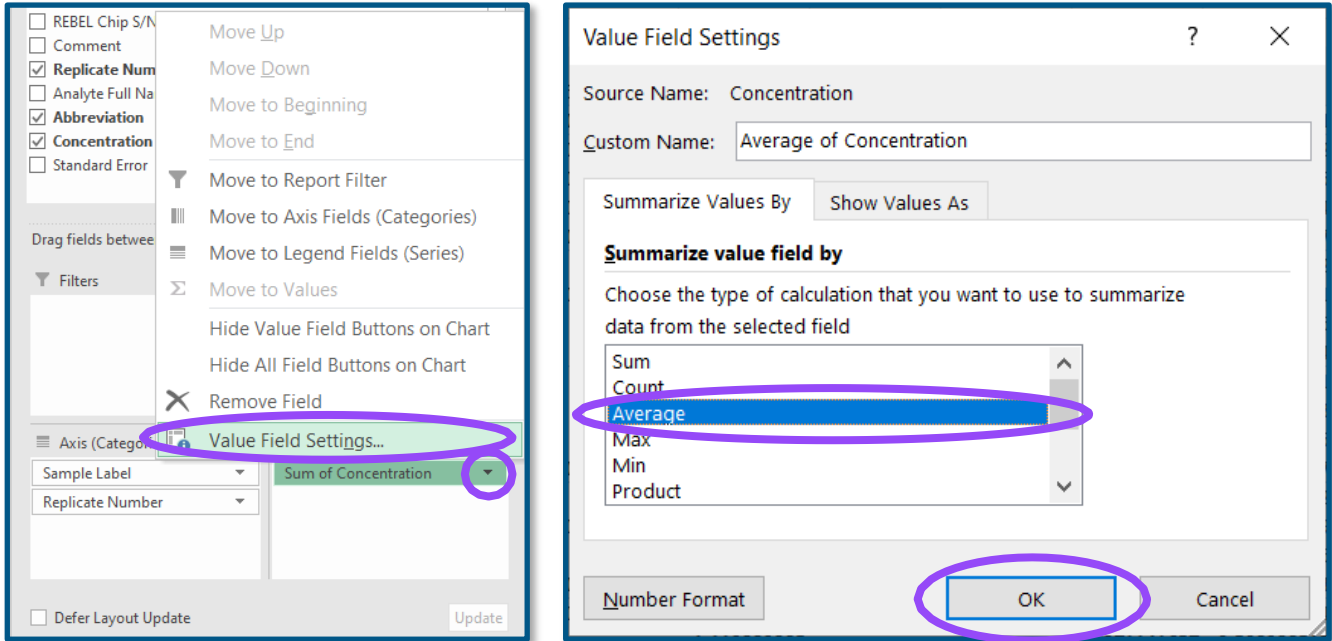 REBEL Chip S/N
Comment
Replicate Num
Analyte Full Na
Abbreviation
Concentration
Standard Error
Drag fields betwee
Filters
Move Up
Move Down
Move to Beginning
Move to End
Move to Report Filter
Move to Axis Fields (Categories)
Move to Legend Fields (Series)
Σ Move to Values
Hide Value Field Buttons on Chart
Hide All Field Buttons on Chart
Remove Field
Value Field Settings...
Axis (Categor
Sample Label
Replicate Number
Sum of Concentration
Defer Layout Update
Update
Value Field Settings ?
Source Name: Concentration
Custom Name: Average of Concentration
Summarize Values By Show Values As
Summarize value field by
Choose the type of calculation that you want to use to summarize
data from the selected field
Sum
Count
Average
Max
Min
Product
Number Format OK Cancel